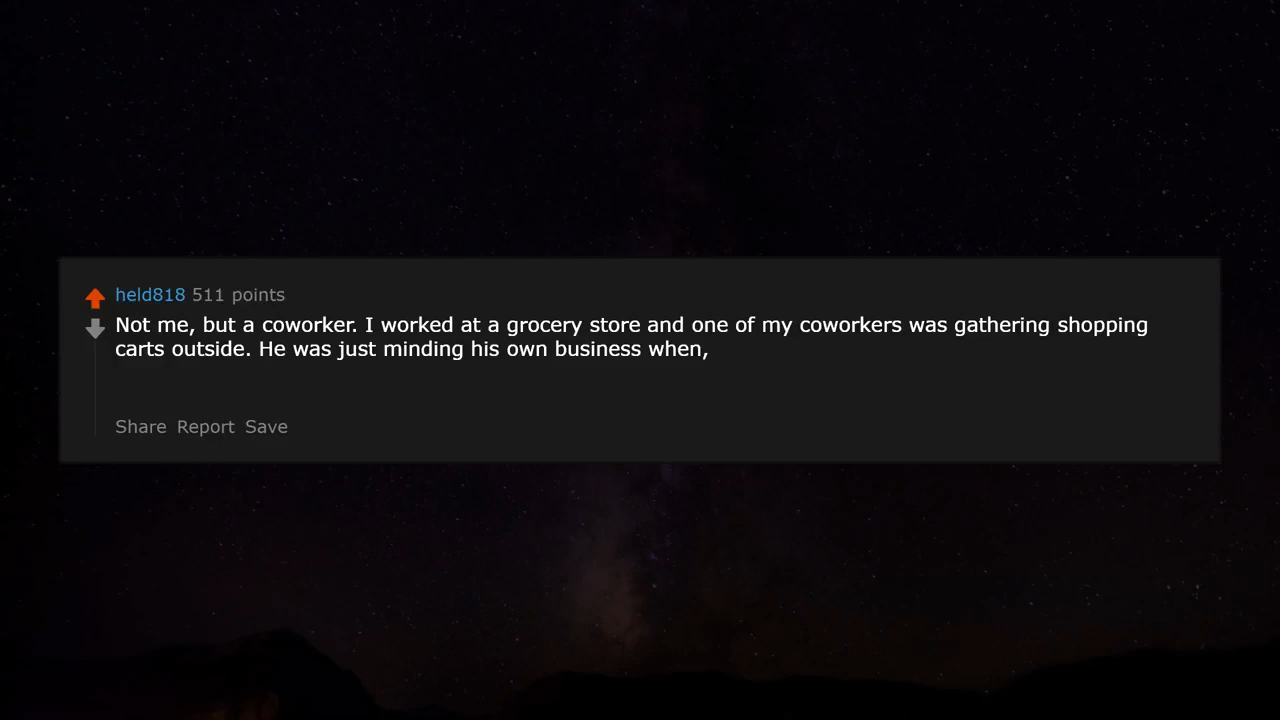 held818 511 points
Not me, but a coworker. I worked at a grocery store and one of my coworkers was gathering shopping
carts outside. He was just minding his own business when,
Share Report Save